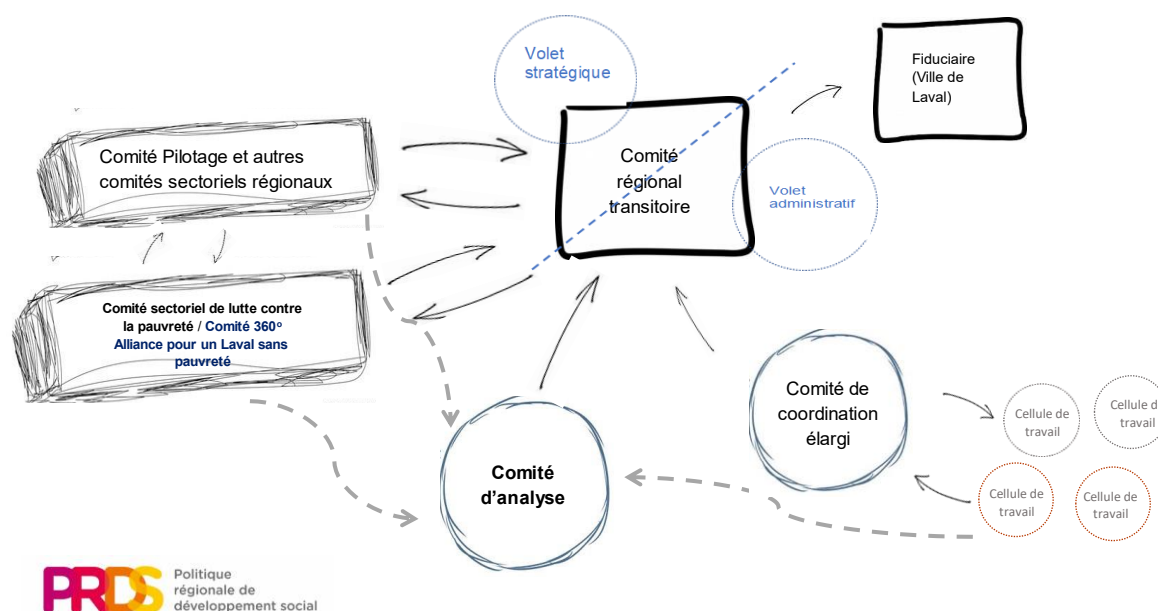 Volet
stratégique
Fiduciaire
(Ville de
Laval)
Comité Pilotage et autres
comités sectoriels régionaux
Comité
régional
transitoire
Volet
administratif
Comité sectoriel de lutte contre
la pauvreté / Comité 360º
Alliance pour un Laval sans
pauvreté
Comité de
coordination
élargi
Cellule de
travail
Cellule d
travail
Comité
d’analyse
Cellule de
travail
Cellule de
travail
PRDS
Politique
régionale de
développement social